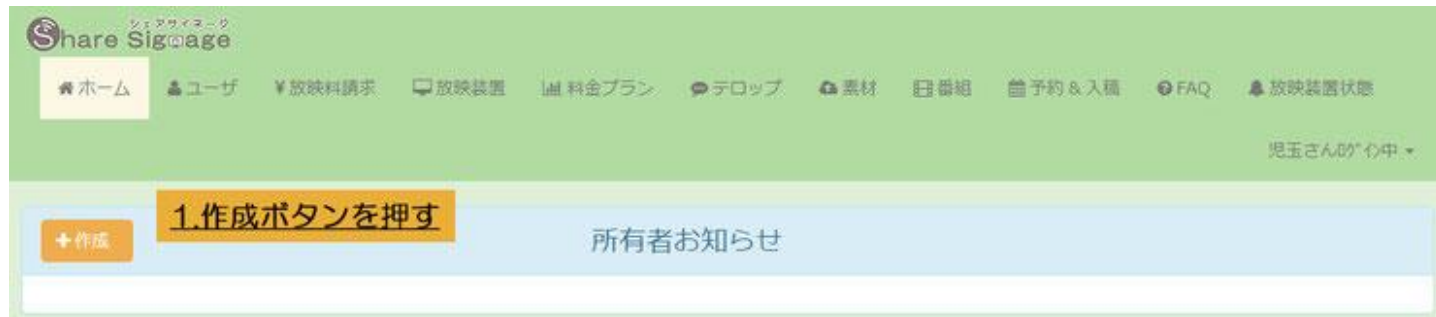 シェアサイネージ
Share Signage
ホーム ユーザ ¥放映料請求 放映装置 料金プラン テロップ 素材 番組 予約 & 入稿 FAQ 放映装置状態
児玉さんﾛｸﾞｲﾝ中
1.作成ボタンを押す
+作成
所有者お知らせ